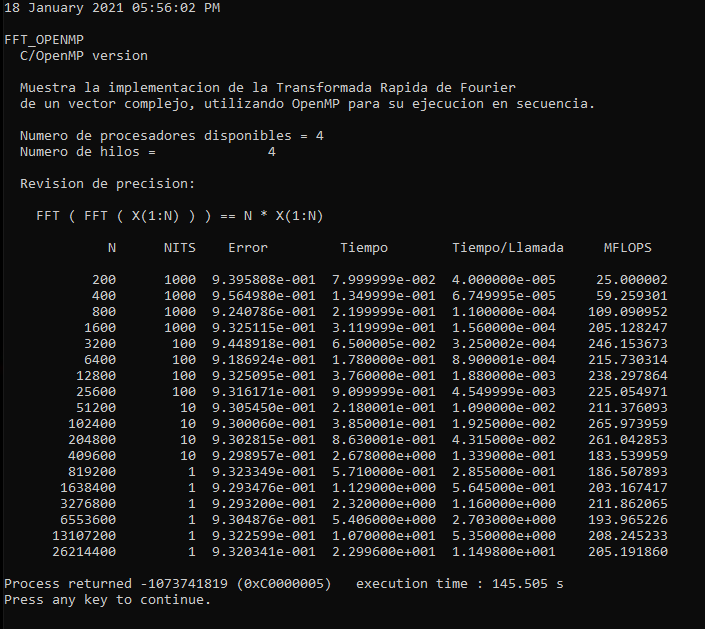 18 January 2021 05:56:02 PM
FFT_OPENMP
C/OpenMP version
Muestra la implementacion de la Transformada Rapida de Fourier
de un vector complejo, utilizando OpenMP para su ejecucion en secuencia.
Numero de procesadores disponibles = 4
Numero de hilos = 4
Revision de precision:
FFT ( FFT ( X(1:N) ) ) == N * X(1:N)
N NITS Error Tiempo Tiempo/Llamada MFLOPS
200 1000 9.395808e-001 7.999999e-002 4.000000e-005 25.000002
400 1000 9.564980e-001 1.349999e-001 6.749995e-005 59.259301
800 1000 9.240786e-001 2.199999e-001 1.100000e-004 109.090952
1600 1000 9.325115e-001 3.119999e-001 1.560000e-004 205.128247
3200 100 9.448918e-001 6.500005e-002 3.250002e-004 246.153673
6400 100 9.186924e-001 1.780000e-001 8.900001e-004 215.730314
12800 100 9.325095e-001 3.760000e-001 1.880000e-003 238.297864
25600 100 9.316171e-001 9.099999e-001 4.549999e-003 225.054971
51200 10 9.305450e-001 2.180001e-001 1.090000e-002 211.376093
102400 10 9.300060e-001 3.850001e-001 1.925000e-002 265.973959
204800 10 9.302815e-001 8.630001e-001 4.315000e-002 261.042853
409600 10 9.298957e-001 2.678000e+000 1.339000e-001 183.539959
819200 1 9.323349e-001 5.710000e-001 2.855000e-001 186.507893
1638400 1 9.293476e-001 1.129000e+000 5.645000e-001 203.167417
3276800 1 9.293200e-001 2.320000e+000 1.160000e+000 211.862065
6553600 1 9.304876e-001 5.406000e+000 2.703000e+000 193.965226
13107200 1 9.322599e-001 1.070000e+001 5.350000e+000 208.245233
26214400 1 9.320341e-001 2.299600e+001 1.149800e+001 205.191860
Process returned -1073741819 (0xC0000005) execution time : 145.505 s
Press any key to continue.